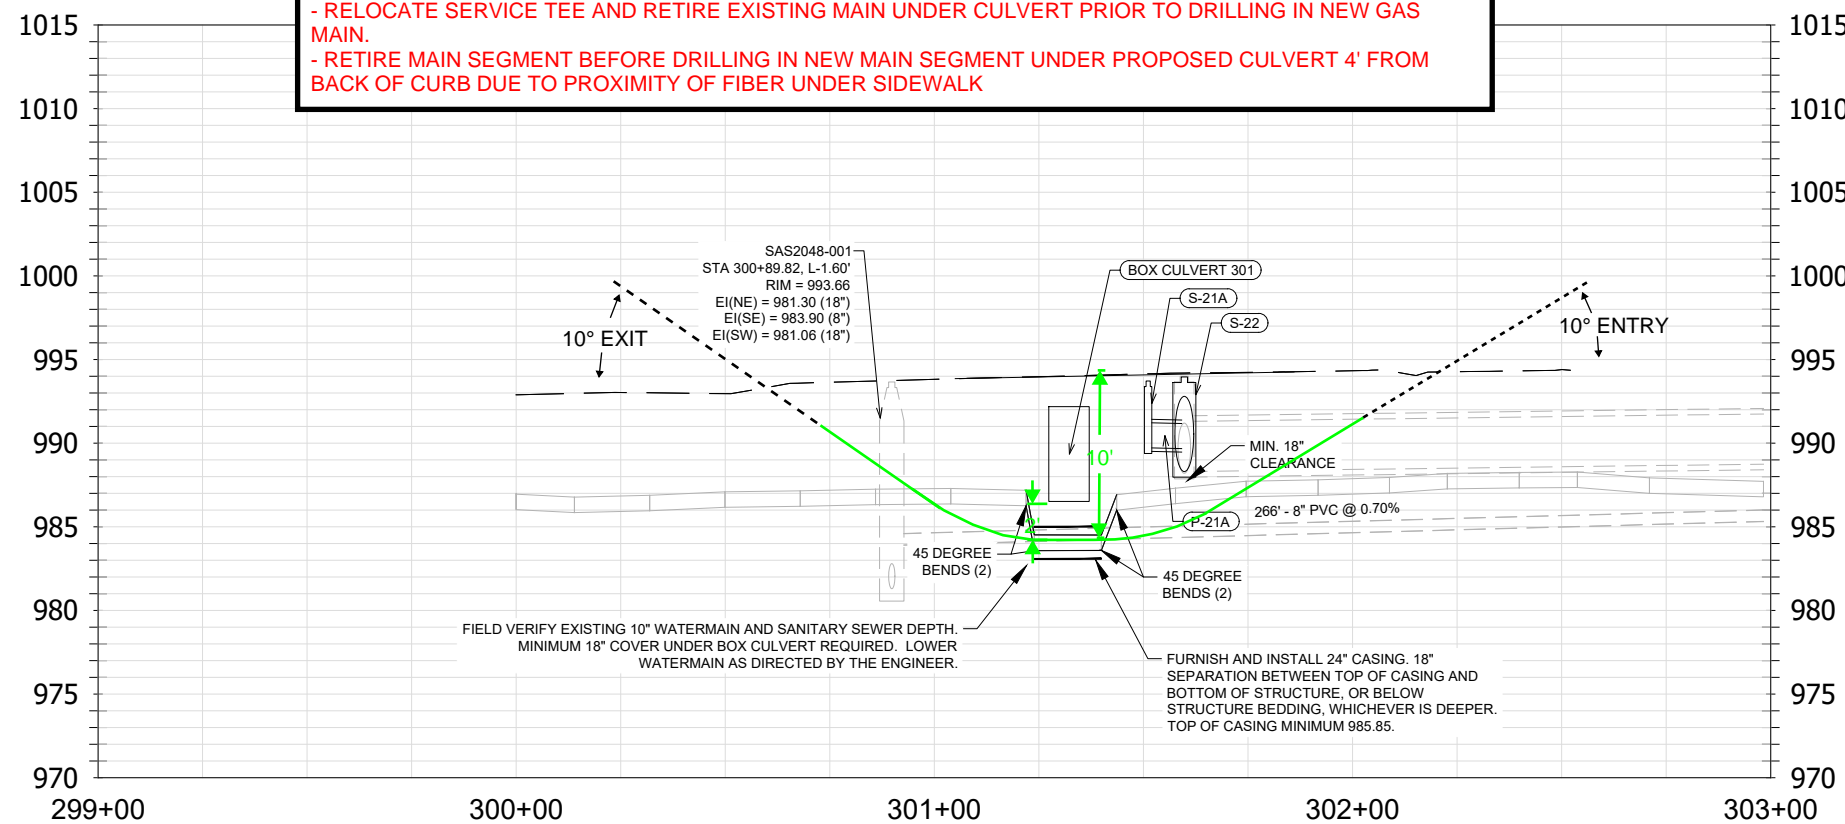 - RELOCATE SERVICE TEE AND RETIRE EXISTING MAIN UNDER CULVERT PRIOR TO DRILLING IN NEW GAS
MAIN.
- RETIRE MAIN SEGMENT BEFORE DRILLING IN NEW MAIN SEGMENT UNDER PROPOSED CULVERT 4' FROM
BACK OF CURB DUE TO PROXIMITY OF FIBER UNDER SIDEWALK
1015
1010
1005
1000
995
990
985
980
975
970
1015
1010
1005
1000
995
990
985
980
975
970
SAS2048-001
STA 300+89.82, L-1.60'
RIM = 993.66
EI(NE) = 981.30 (18")
EI(SE) = 983.90 (8")
EI(SW) = 981.06 (18")
10° EXIT
BOX CULVERT 301
S-21A
S-22
10° ENTRY
10'
MIN. 18"
CLEARANCE
2'
P-21A
266' - 8" PVC @ 0.70%
45 DEGREE
BENDS (2)
45 DEGREE
BENDS (2)
FIELD VERIFY EXISTING 10" WATERMAIN AND SANITARY SEWER DEPTH.
MINIMUM 18" COVER UNDER BOX CULVERT REQUIRED. LOWER
WATERMAIN AS DIRECTED BY THE ENGINEER.
FURNISH AND INSTALL 24" CASING. 18"
SEPARATION BETWEEN TOP OF CASING AND
BOTTOM OF STRUCTURE, OR BELOW
STRUCTURE BEDDING, WHICHEVER IS DEEPER.
TOP OF CASING MINIMUM 985.85.
299+00
300+00
301+00
302+00
303+00